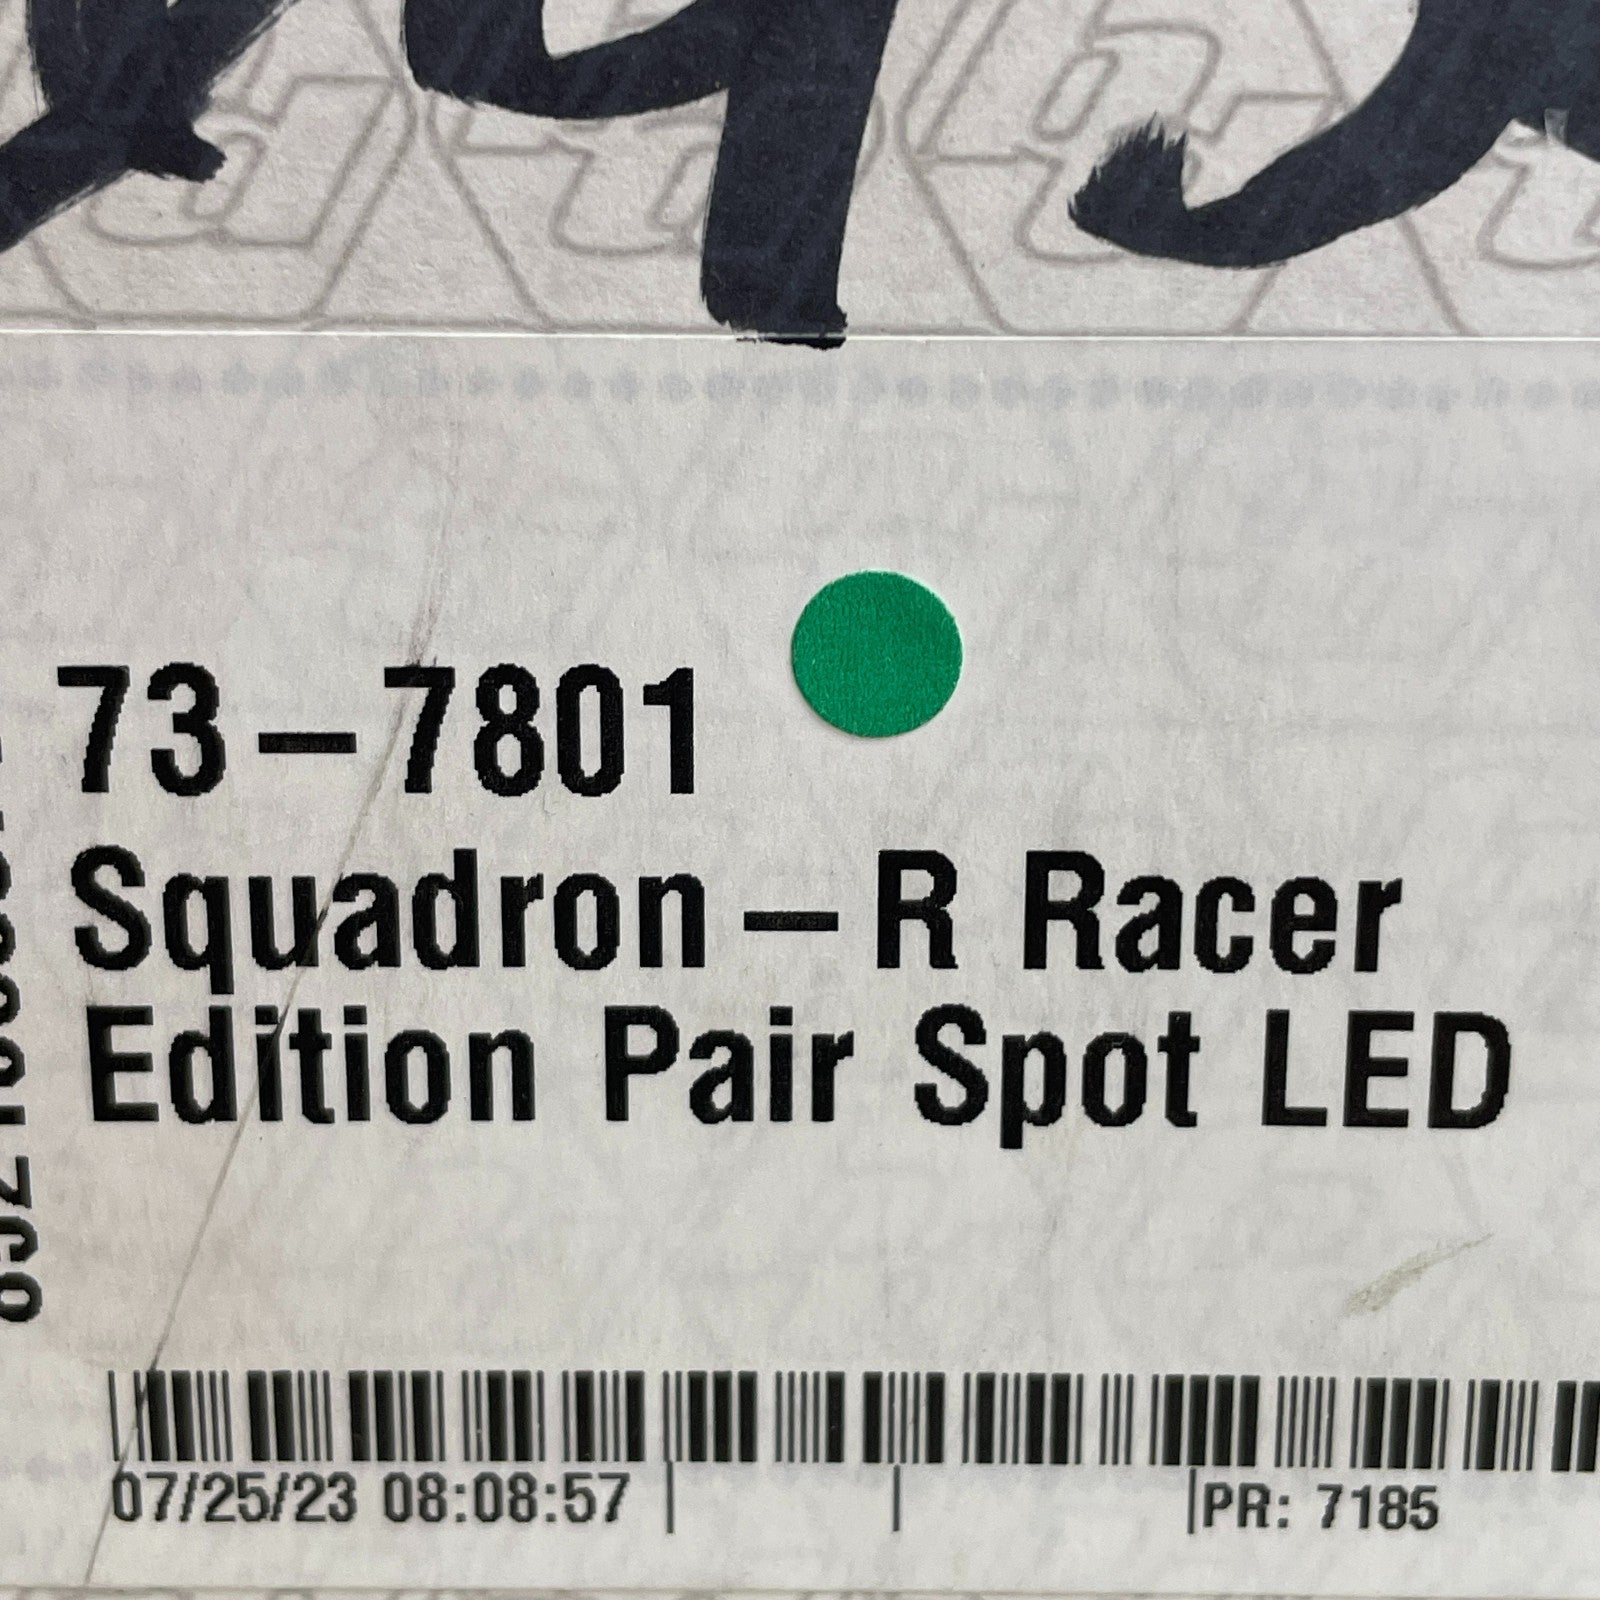 73-7801
Squadron-R Racer
Edition Pair Spot LED
07/25/23 08:08:57 | | |PR: 7185